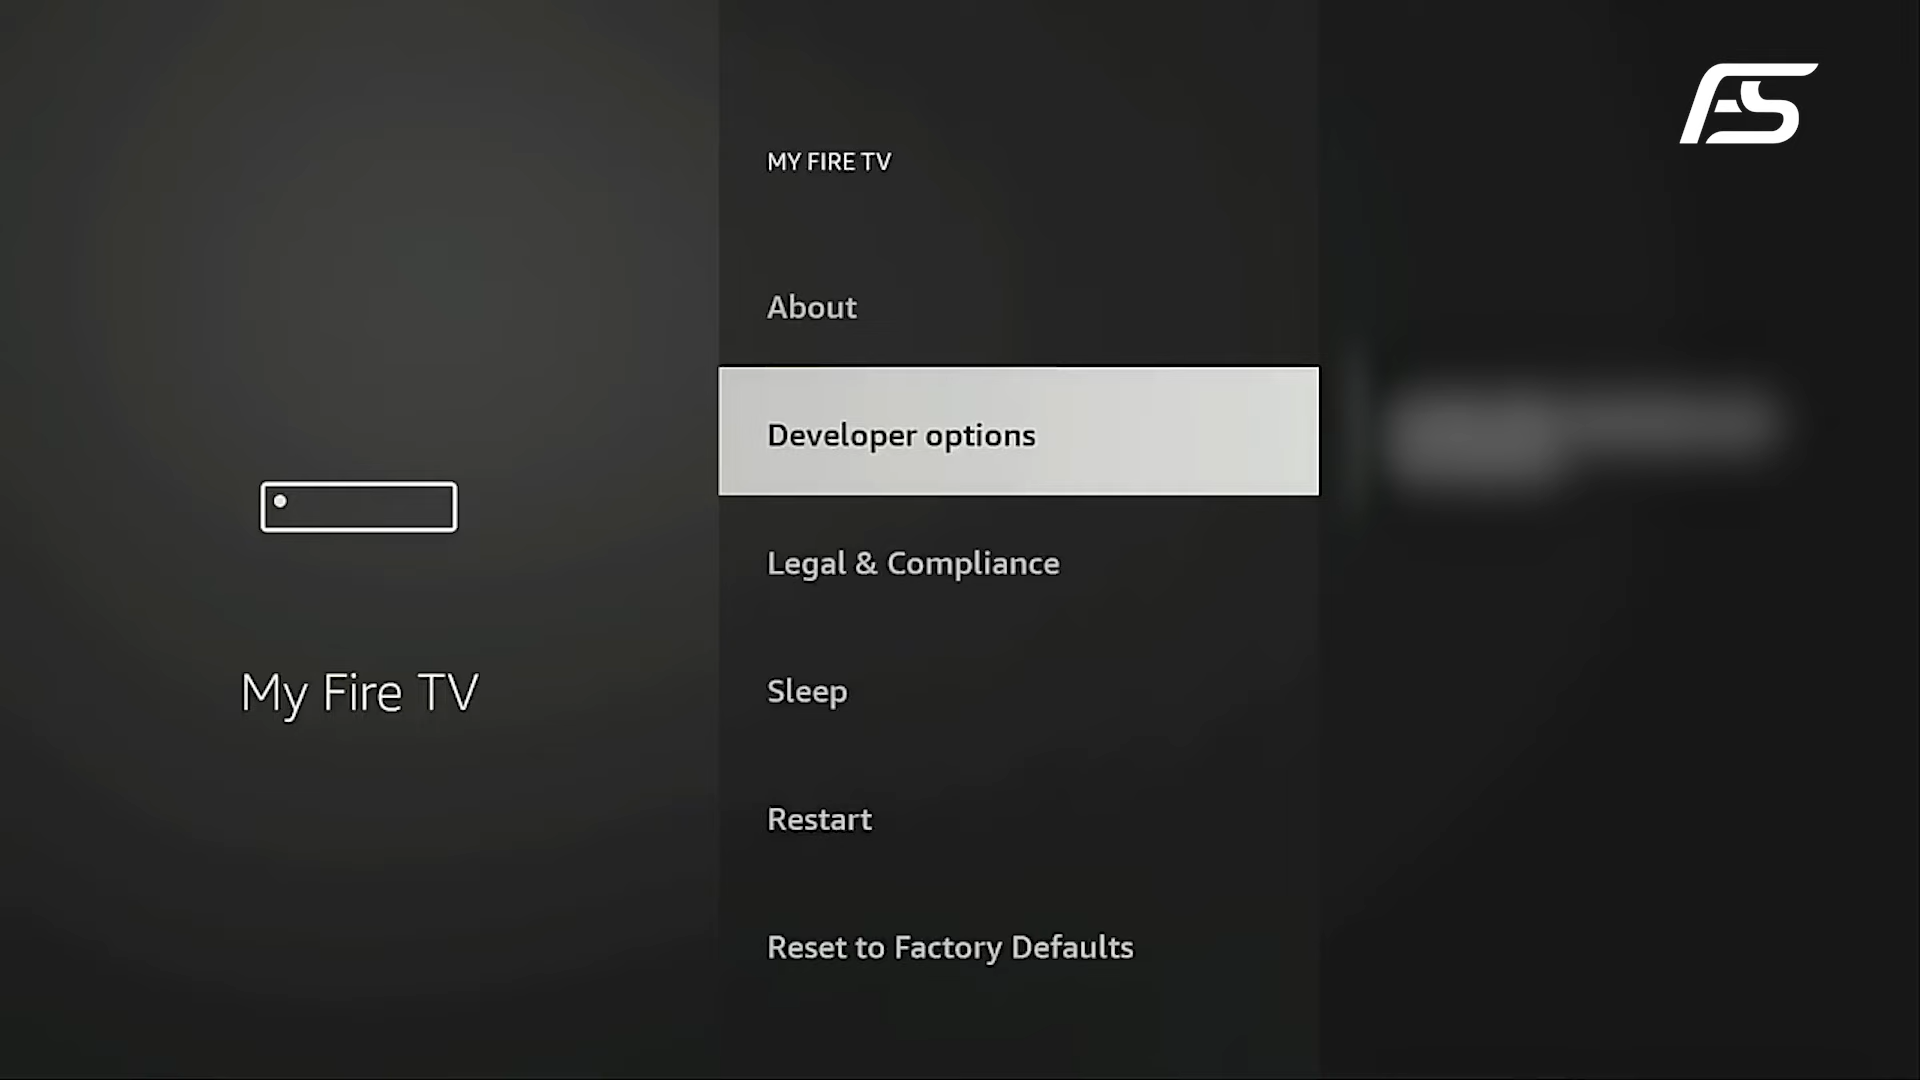 MY FIRE TV
About
Developer options
Legal & Compliance
Sleep
Restart
Reset to Factory Defaults
My Fire TV